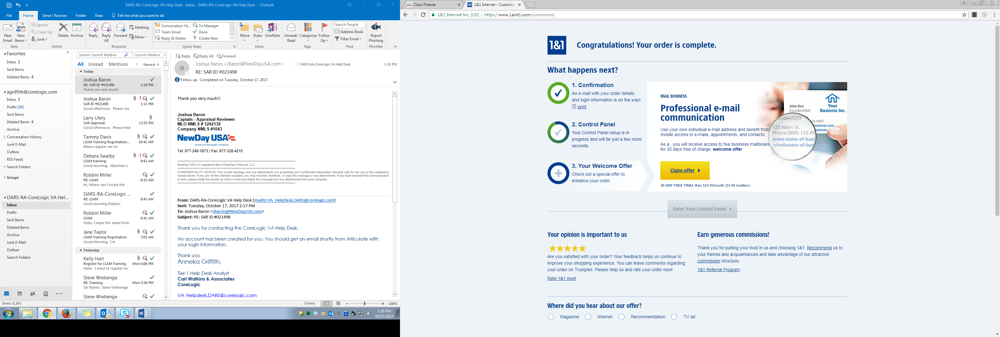 DARS-RA-CoreLogic VA Help Desk - Inbox - DARS-RA-CoreLogic VA Help Desk - Outlook
File Home Send / Receive Folder View Tell me what you want to do
Ignore
Clean Up
Junk
Delete Archive
Reply Reply All Forward
Meeting
More
Conversation Hi... To Manager
Team Email Done
Reply & Delete Create New
Move Rules OneNote
Unread/ Read Categorize Follow Up
Search People
Address Book
Filter Email
Report Phishing
New Email New Items
New Delete Respond Quick Steps Move Tags Find PhishMe
Favorites
Inbox 2
Sent Items
Deleted Items 4
agriffith@corelogic.com
Inbox 2
Drafts [16]
Sent Items
Deleted Items 4
Archive
Conversation History
Junk E-Mail
Outbox
RSS Feeds
Search Folders
Groups
DARS-RA-CoreLogic VA Hel...
Inbox
Drafts
Sent Items
Deleted Items
Archive
Junk E-Mail
Outbox
Search Folders
Items: 8,365
Search Current Mailbox Current Mailbox
All Unread Mentions Newest
Today
Joshua Baron
RE: SAR ID #021498 1:19 PM
Thank you very much!!
Joshua Baron
SAR ID #021498 1:11 PM
Good Afternoon, Please see
Larry Ulery
SAR Approval 12:55 PM
Good Afternoon, Please find
Tammy Davis
LSAM Training Registration... 10:41 AM
Please register me for
Debara Swalby
LSAM training. 9:42 AM
Good morning. Attached is
Robbin Miller
RE: LSAM 8:53 AM
Hi, Where can I locate the
DARS-RA-CoreLogic ...
RE: LSAM 8:45 AM
Good morning Robbin,
Robbin Miller
LSAM 8:41 AM
Hello, I hope this email finds
Jane Taylor
LSAM Training Registration 7:05 AM
Good Morning, I'm
Yesterday
Kelly Hart
Register for LSAM Training Mon 6:06 PM
Hello- I need to register for
Steve Wiebenga
RE: Training Mon 3:56 PM
Ok thanks Steve Wiebenga
Steve Wiebenga
Reply Reply All Forward
JB
Joshua Baron <JBaron@NewDayUSA.com> DARS-RA-CoreLogic VA Help Desk 1:19 PM
RE: SAR ID #021498
Follow up. Completed on Tuesday, October 17, 2017.
Thank you very much!!
Joshua Baron
Captain - Appraisal Reviewer
MLO NMLS # 1242138
Company NMLS #1043
NewDay USA
America's Mortgage Company
Tel: 877-240-1873 | Fax: 877-328-4215
NewDay USA is a registered dba of NewDay Financial, LLC.
CONFIDENTIALITY NOTICE: This e-mail message and any attachments are proprietary and confidential information intended only for the use of the recipient(s)
named above. If you are not the intended recipient, you may not print, distribute, or copy this message or any attachments. If you have received this communication
in error, please notify the sender by return e-mail and delete this message and any attachments from your computer.
From: DARS-RA-CoreLogic VA Help Desk [mailto:VA_HelpDesk.DARS@corelogic.com]
Sent: Tuesday, October 17, 2017 2:17 PM
To: Joshua Baron <JBaron@NewDayUSA.com>
Subject: RE: SAR ID #021498
Thank you for contacting the CoreLogic VA Help Desk.
An account has been created for you. You should get an email shortly from Articulate with
your login information.
Thank you
Anneka Griffith,
Tier-1 Help Desk Analyst
Carl Watkins & Associates
CoreLogic
VA_Helpdesk.DARS@corelogic.com
Online 100%
1:30 PM
10/17/2017
Cisco Finesse 1&1 Internet - Customize
1&1 Internet Inc. [US] https://www.1and1.com/customized
1&1 Congratulations! Your order is complete.
What happens next?
1. Confirmation
An e-mail with your order details
and login information is on the way!
print
2. Control Panel
Your Control Panel setup is in
progress and will be just a few more
seconds.
3. Your Welcome Offer
Check out a special offer to
enhance your order.
MAIL BUSINESS
Professional e-mail
communication
Use your own individual e-mail address and benefit from
mobile access to e-mails, appointments, and contacts.
As a , you will receive access to five business mailboxes
for 30 days free of charge. welcome offer
Claim offer
30 DAY FREE TRIAL then $24.95/month ($4.99 /mailbox)
John Doe
Founder/CEO
Your
Business Inc.
under/CEO
23-4567
123 Main St.
Phone (999) 123-45
www.name-of-busi
john@name-of-bus
business.com
usiness
Enter Your Control Panel
Your opinion is important to us
Are you satisfied with your order? Your feedback helps us continue to
improve your shopping experience. You can leave comments regarding
your order on Trustpilot. Please help us and rate your order now!
Rate 1&1 now!
Earn generous commissions!
Thank you for putting your trust in us and choosing 1&1. Recommend us to
your friends and acquaintances and take advantage of our attractive
commission structure.
1&1 Referral Program
Where did you hear about our offer?
Magazine Internet Recommendation TV ad